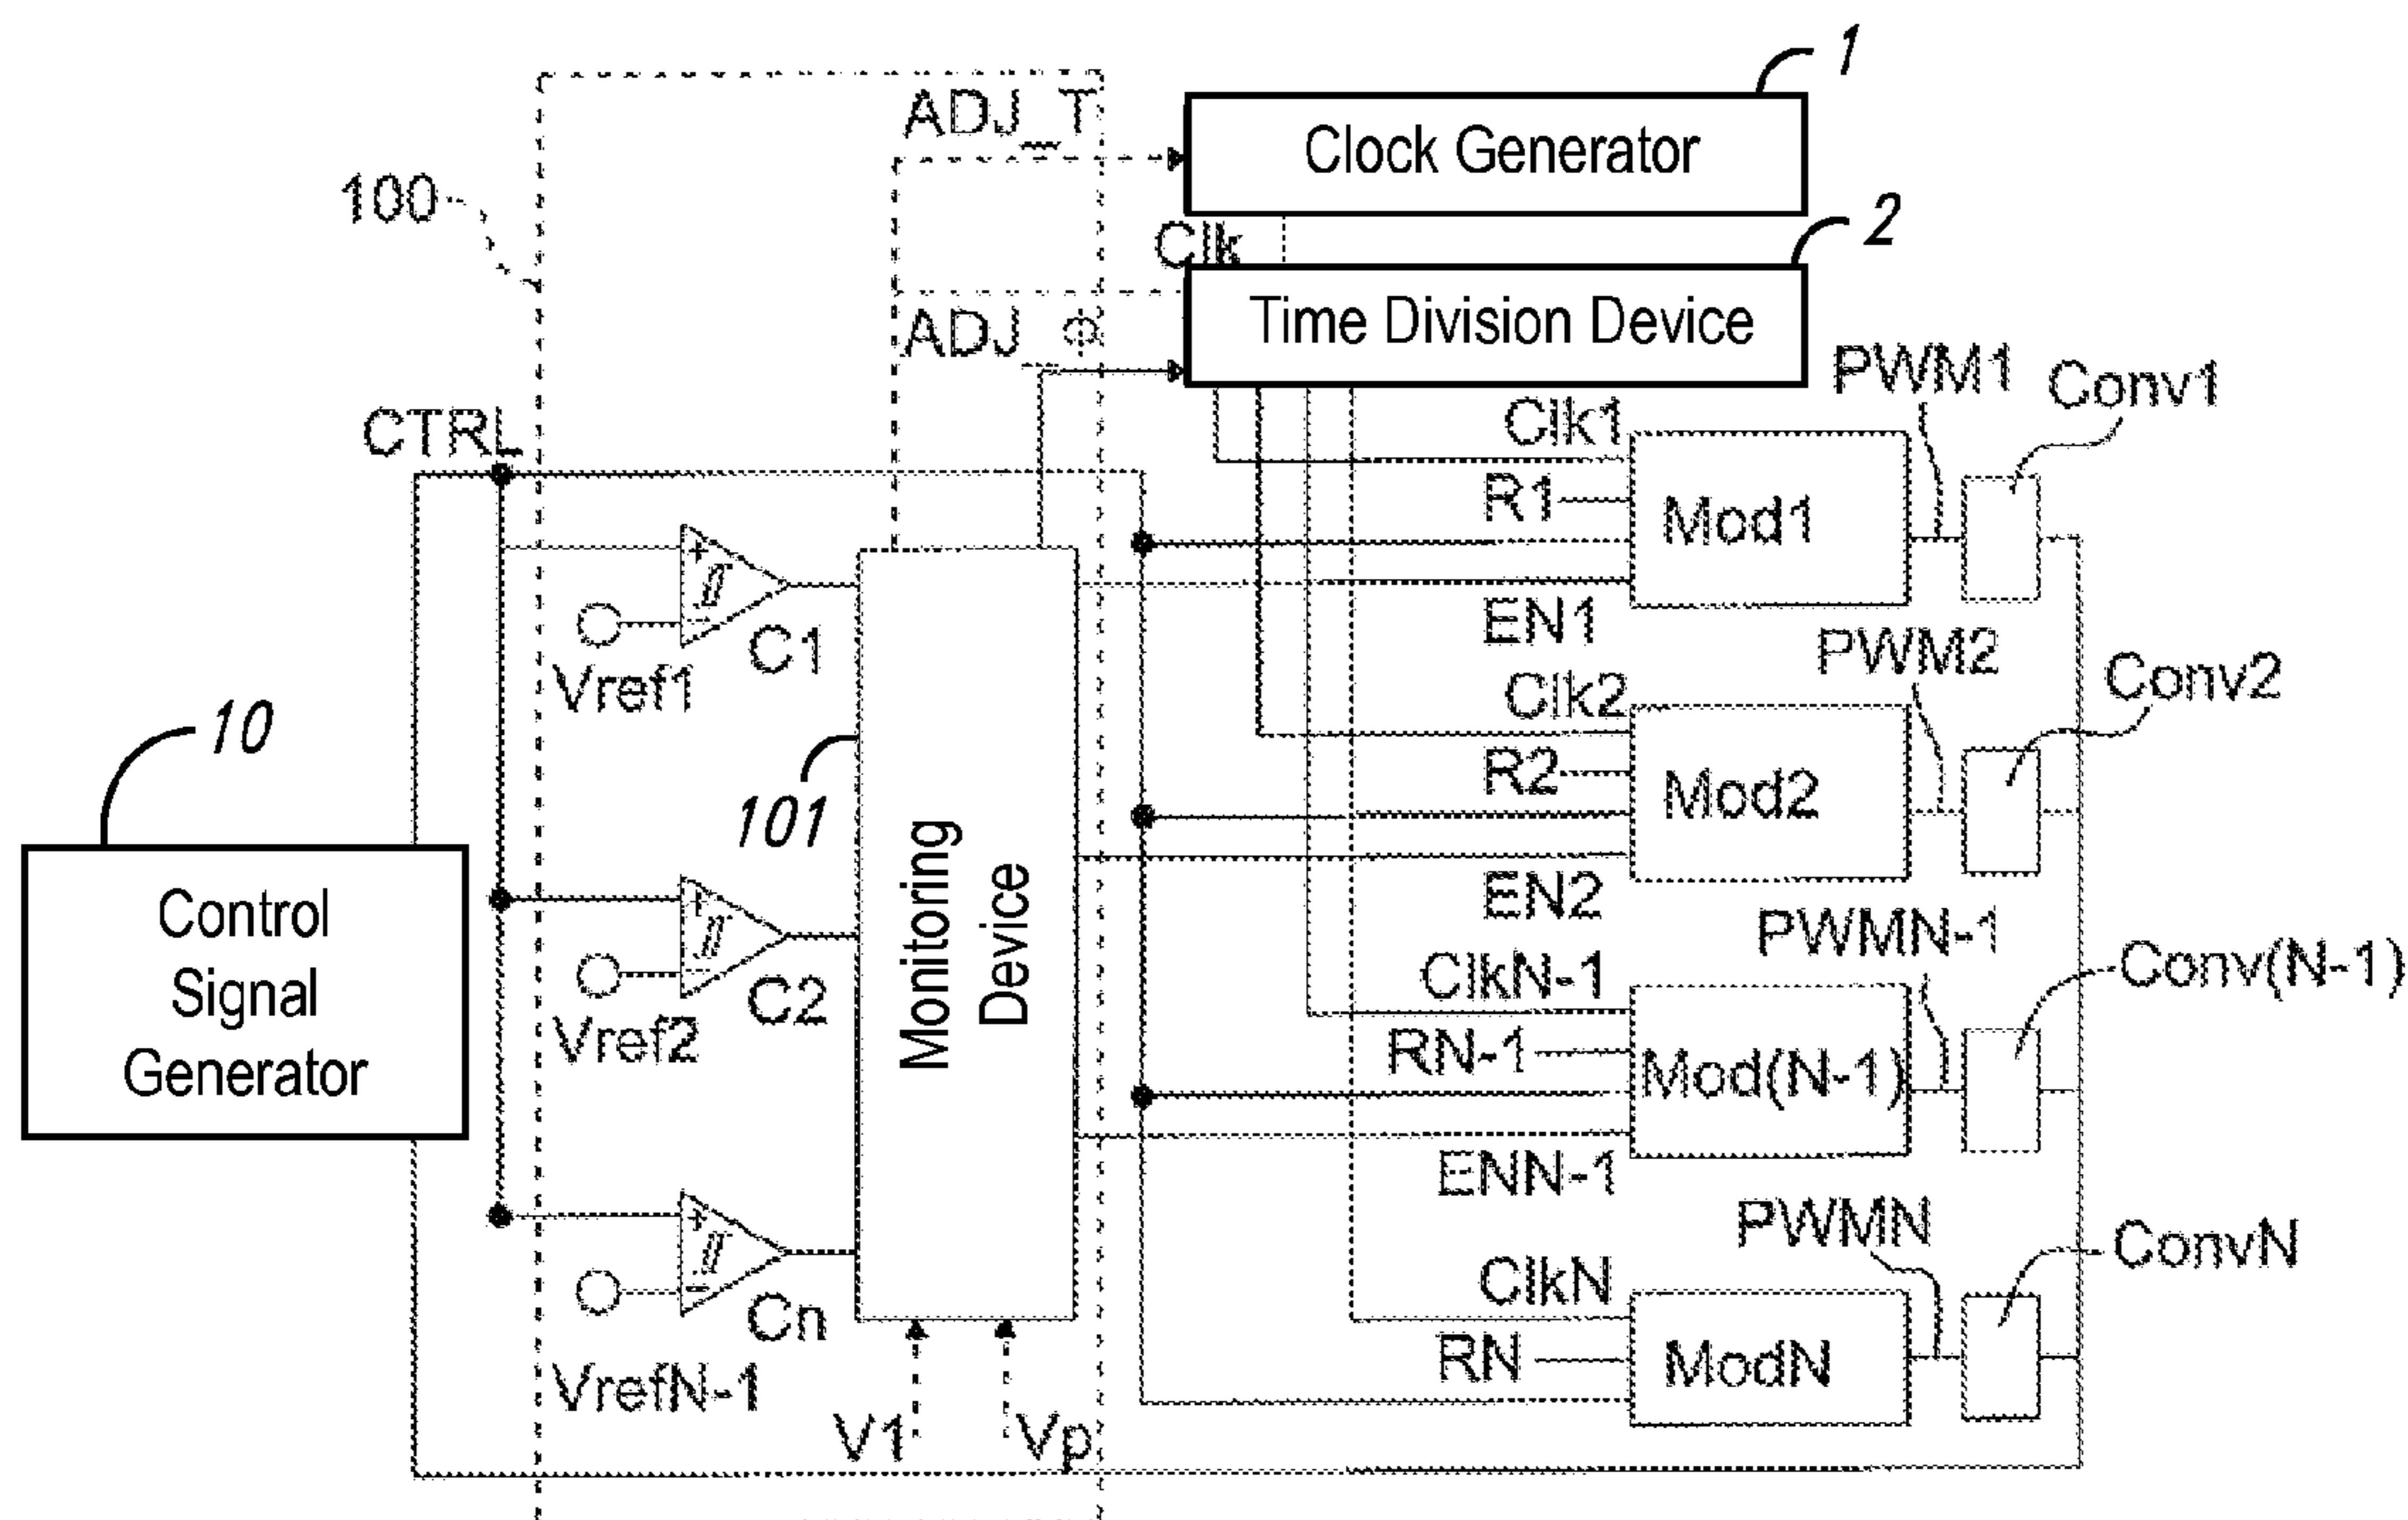 1
ADJ_T
Clock Generator
100
2
Clk
Time Division Device
ADJ_Φ
PWM1
Conv1
CTRL
Clk1
R1
Mod1
EN1
C1
Vref1
PWM2
Conv2
Clk2
10
R2
Mod2
101
EN2
Control
Signal
Generator
Monitoring
Device
PWMN-1
C2
Vref2
ClkN-1
Conv(N-1)
RN-1
Mod(N-1)
ENN-1
PWMN
ConvN
ClkN
Cn
RN
ModN
VrefN-1
V1
Vp